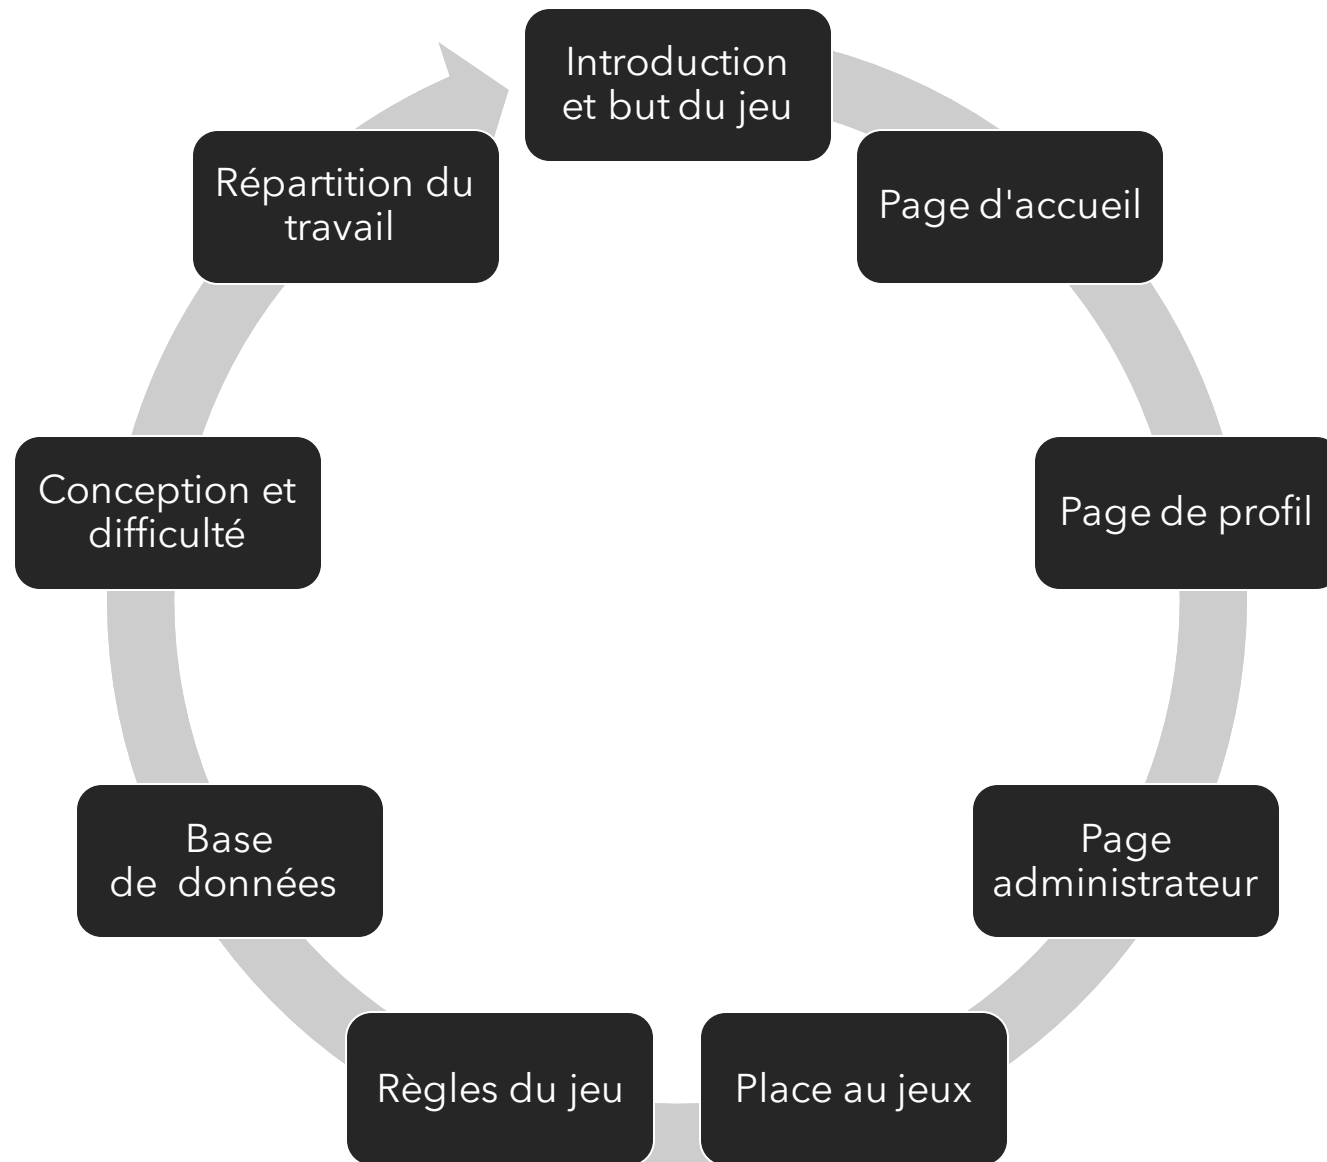 Introduction
et but du jeu
Page d'accueil
Page de profil
Page
administrateur
Place au jeux
Règles du jeu
Base
de données
Conception et
difficulté
Répartition du
travail